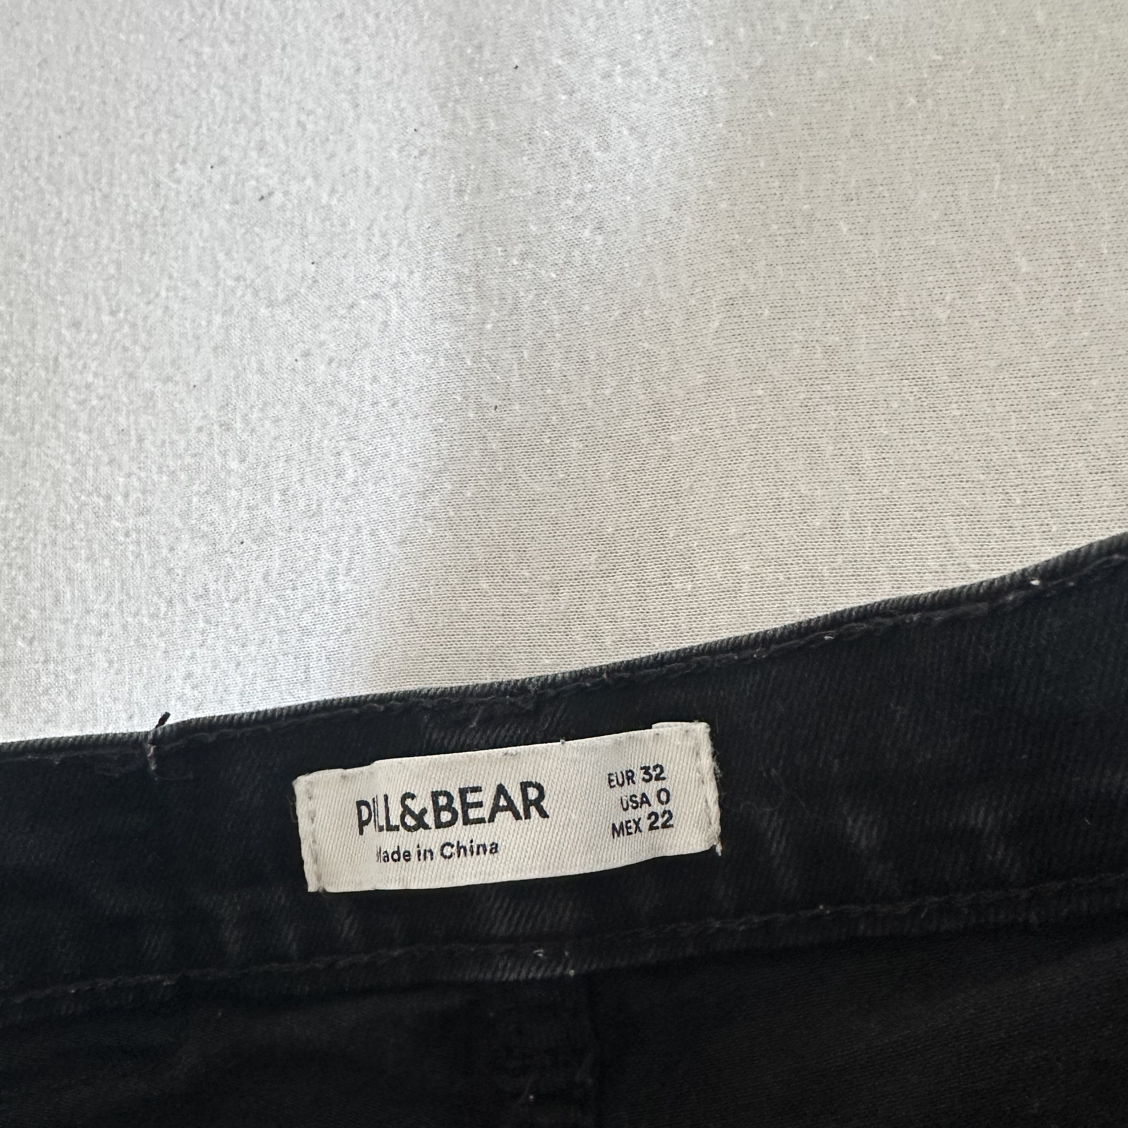 PULL&BEAR
Made in China
EUR 32
USA 0
MEX 22